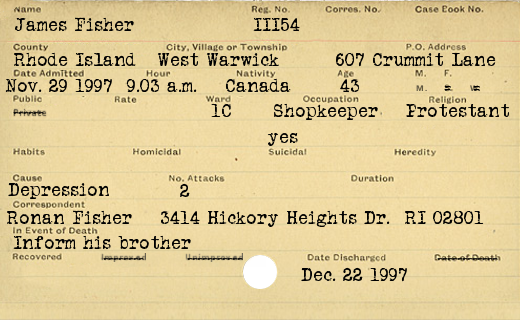 Name Reg. No. Corres. No. Case Book No.
James Fisher III54
County City, Village or Township P.O. Address
Rhode Island West Warwick 607 Crummit Lane
Date Admitted Hour Nativity Age M. F.
Nov. 29 1997 9.03 a.m. Canada 43 M. S. W.
Public Rate Ward Occupation Religion
Private 1C Shopkeeper Protestant
yes
Habits Homicidal Suicidal Heredity
Cause No. Attacks Duration
Depression 2
Correspondent
Ronan Fisher 3414 Hickory Heights Dr. RI 02801
In Event of Death
Inform his brother
Recovered Improved Unimproved Date Discharged Date of Death
Dec. 22 1997